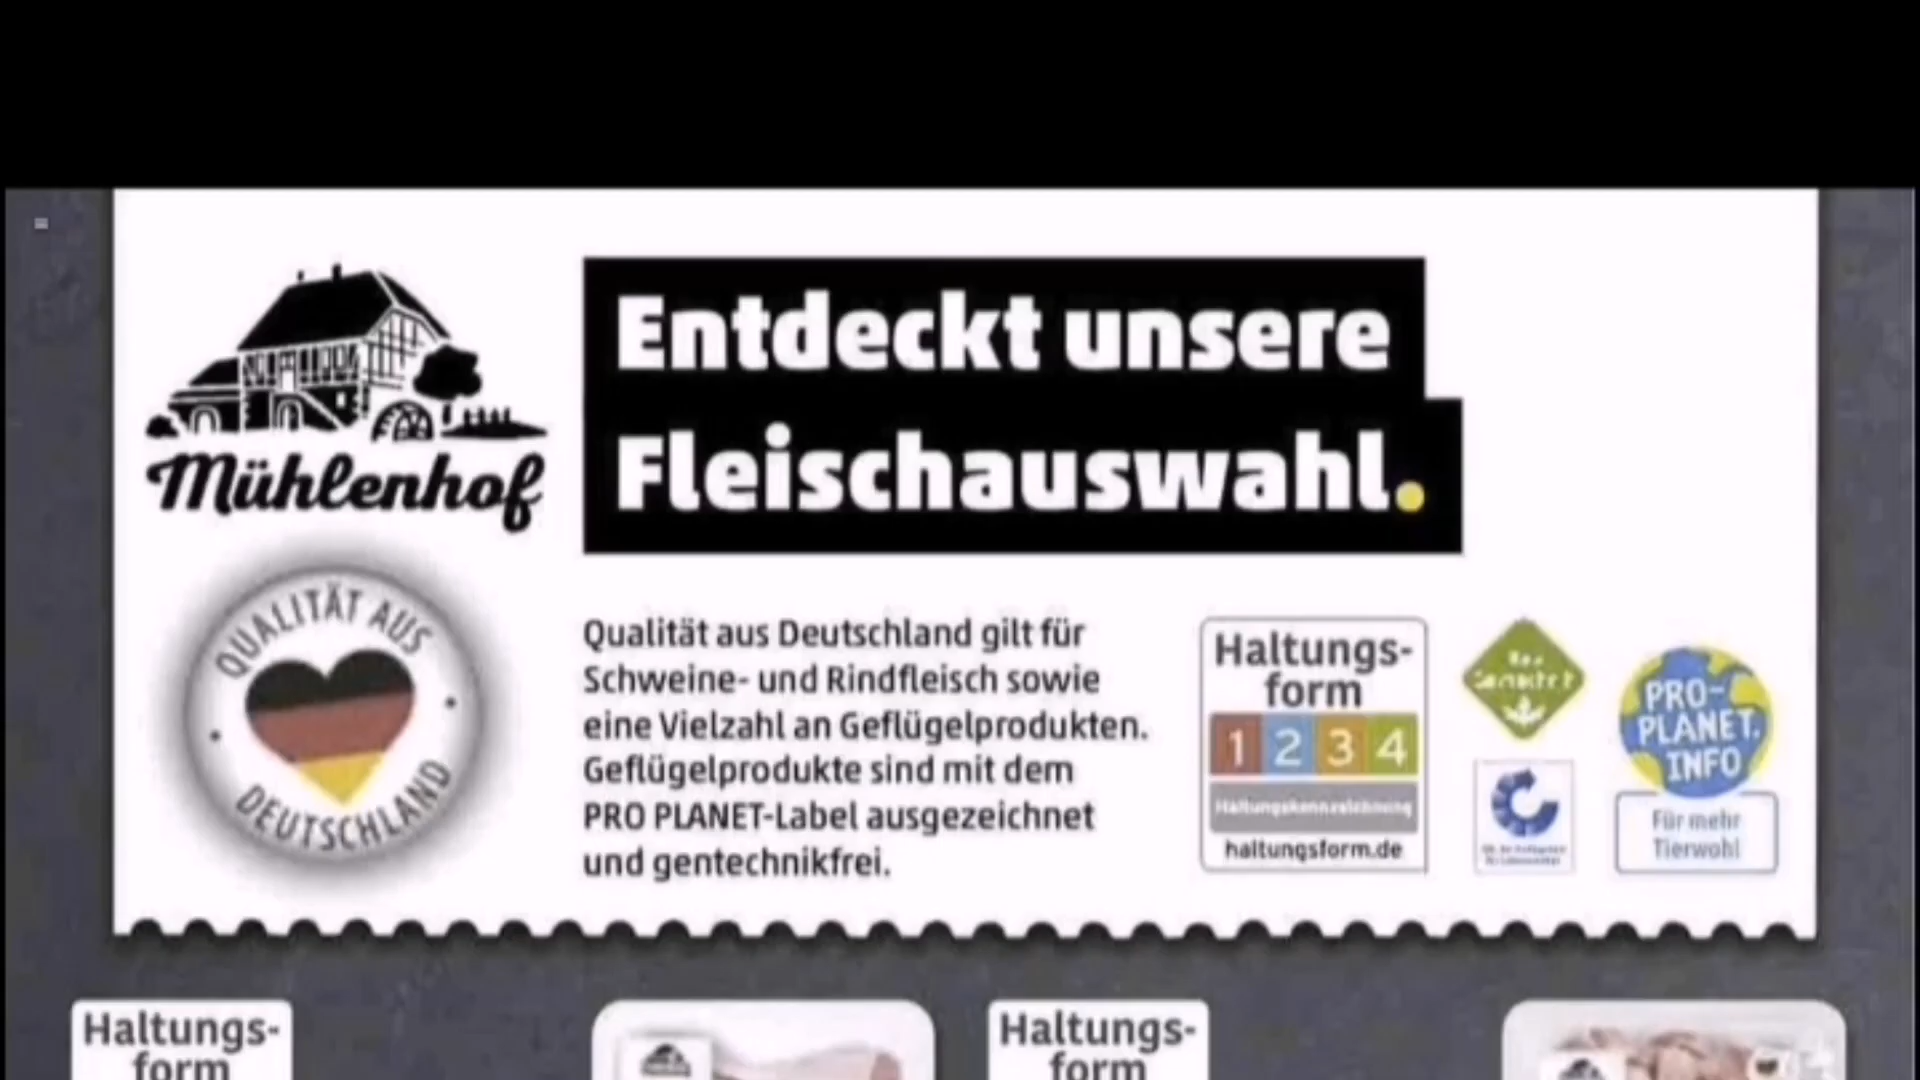 Mühlenhof
Entdeckt unsere
Fleischauswahl.
QUALITÄT AUS
DEUTSCHLAND
Qualität aus Deutschland gilt für
Schweine- und Rindfleisch sowie
eine Vielzahl an Geflügelprodukten.
Geflügelprodukte sind mit dem
PRO PLANET-Label ausgezeichnet
und gentechnikfrei.
Haltungs-
form
1 2 3 4
Haltungskennzeichnung
haltungsform.de
PRO-
PLANET.
INFO
Für mehr
Tierwohl
Haltungs-
form
Haltungs-
form